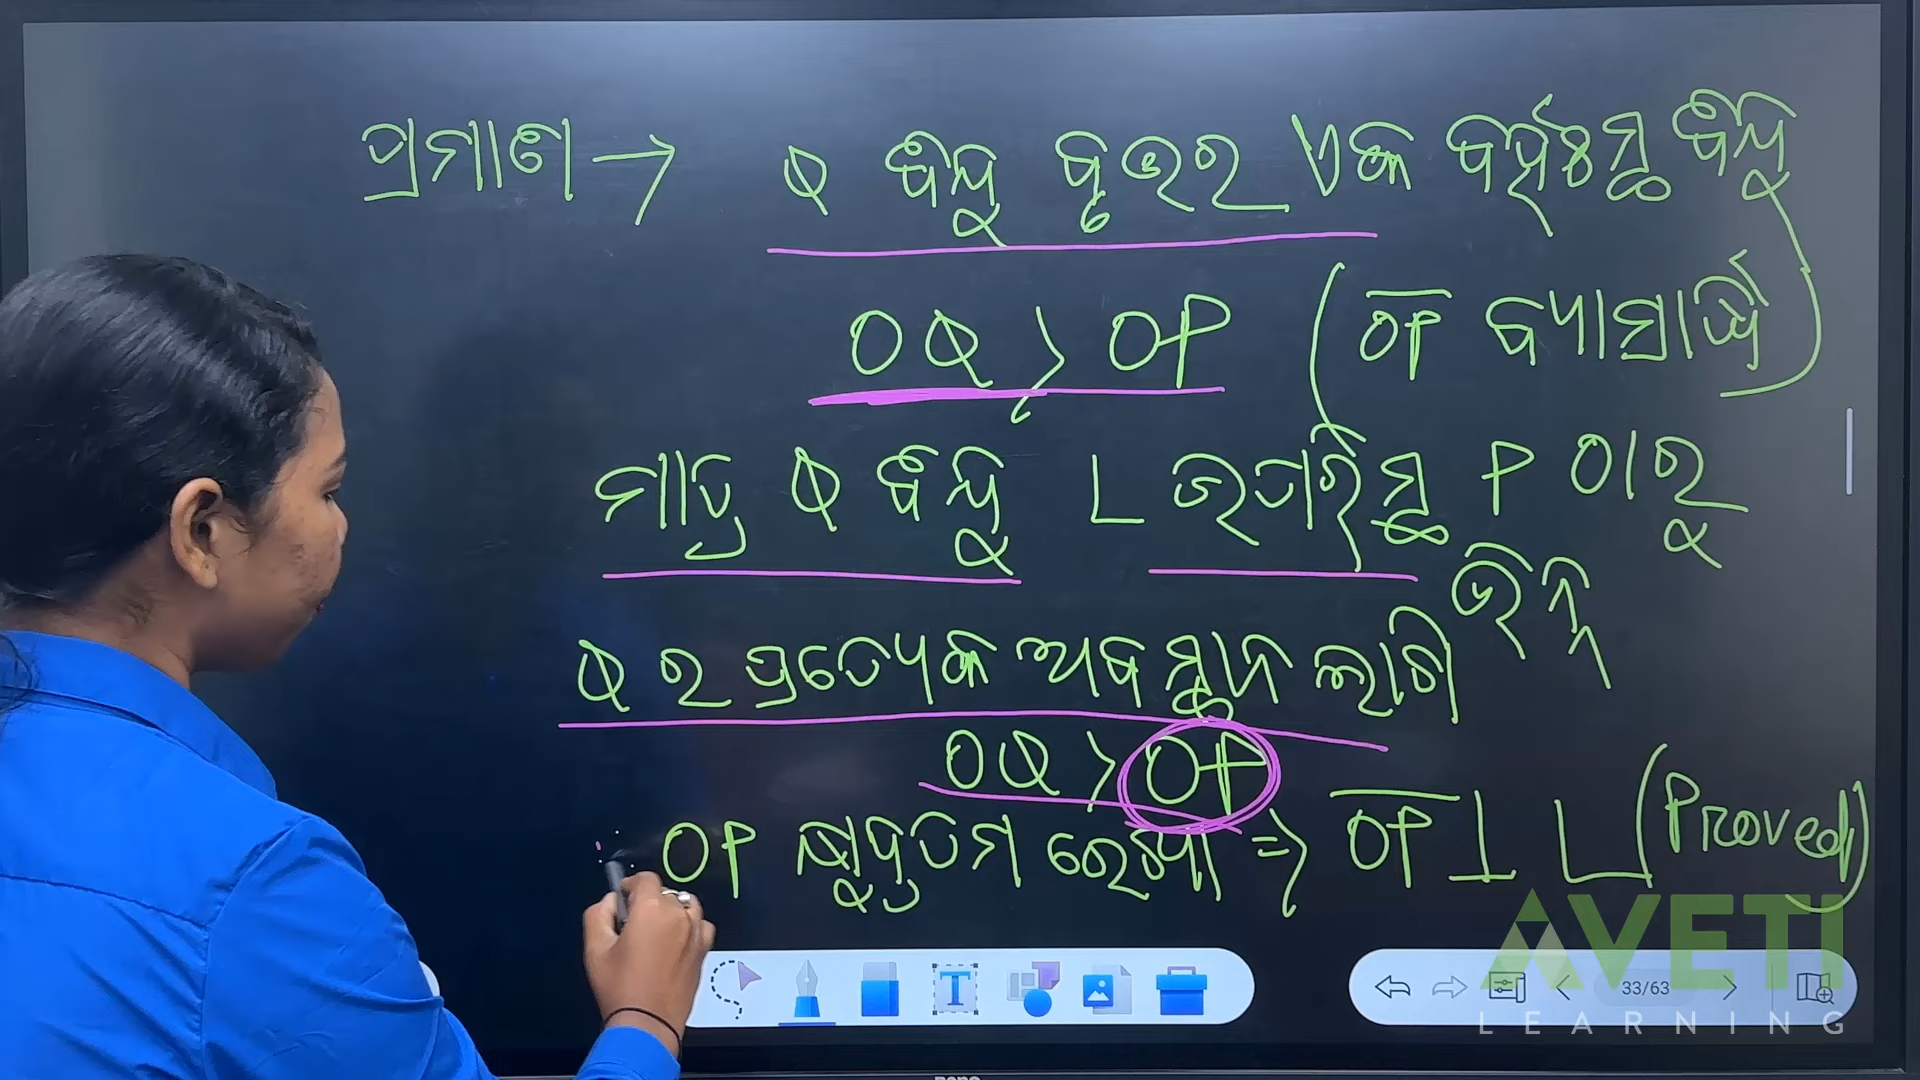 ପ୍ରମାଣ → Q ବିନ୍ଦୁ ବୃତ୍ତର ଏକ ବହିଃସ୍ଥ ବିନ୍ଦୁ
OQ > OP ( OP ବ୍ୟାସାର୍ଦ୍ଧ )
ମାତ୍ର Q ବିନ୍ଦୁ L ଉପରିସ୍ଥ P ଠାରୁ
ଭିନ୍ନ
Q ର ପ୍ରତ୍ୟେକ ଅବସ୍ଥାନ ଲାଗି
OQ > OP
OP କ୍ଷୁଦ୍ରତମ ରେଖା ⇒ OP ⊥ L (Proved)
33/63
AVETI
LEARNING